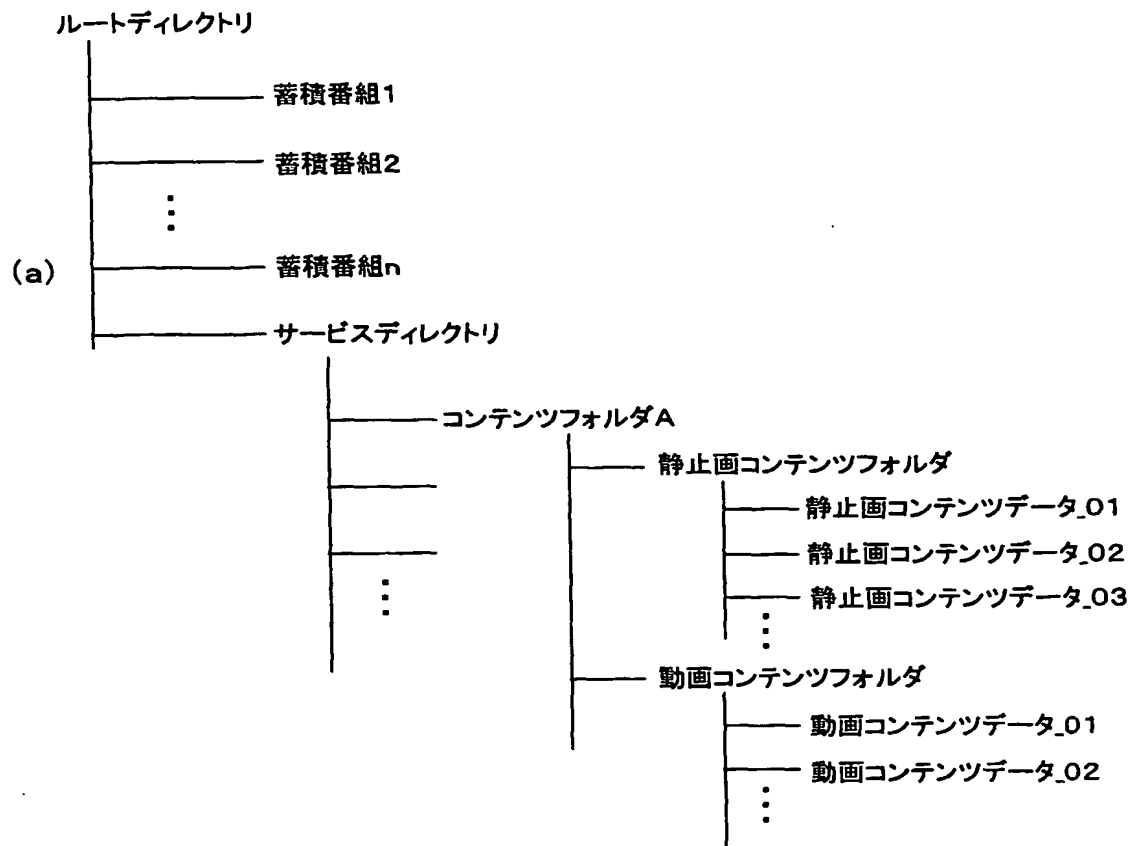 ルートディレクトリ
蓄積番組1
蓄積番組2
(a)
蓄積番組n
サービスディレクトリ
コンテンツフォルダA
静止画コンテンツフォルダ
静止画コンテンツデータ_01
静止画コンテンツデータ_02
静止画コンテンツデータ_03
動画コンテンツフォルダ
動画コンテンツデータ_01
動画コンテンツデータ_02